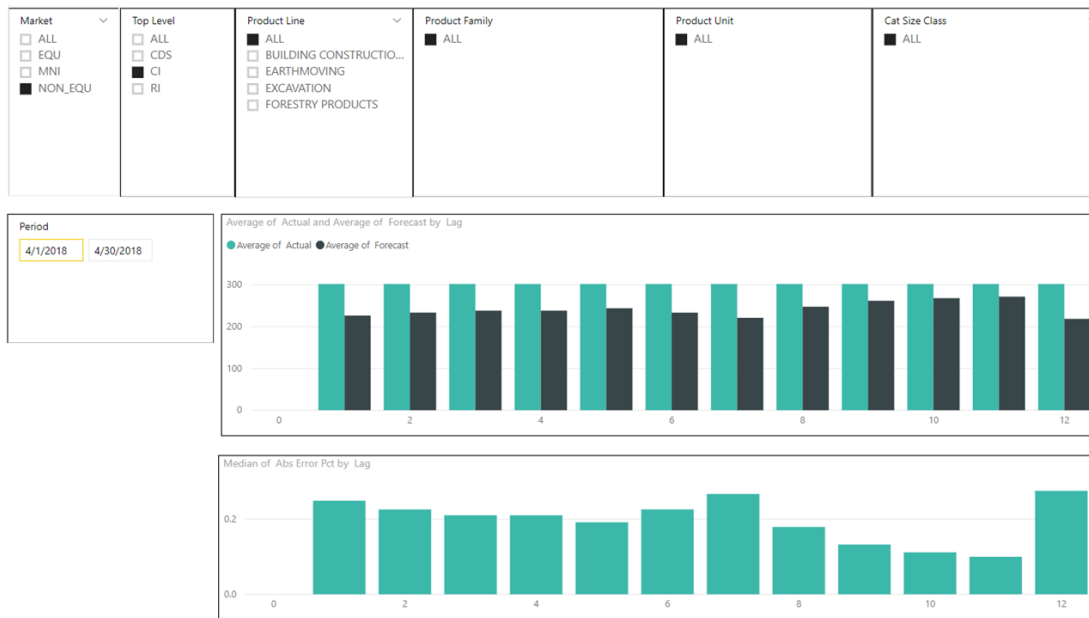 Market
ALL
EQU
MNI
NON_EQU
Top Level
ALL
CDS
CI
RI
Product Line
ALL
BUILDING CONSTRUCTIO...
EARTHMOVING
EXCAVATION
FORESTRY PRODUCTS
Product Family
ALL
Product Unit
ALL
Cat Size Class
ALL
Period
4/1/2018 4/30/2018
Average of Actual and Average of Forecast by Lag
Average of Actual Average of Forecast
300
200
100
0
0 2 4 6 8 10 12
Median of Abs Error Pct by Lag
0.2
0.0
0 2 4 6 8 10 12